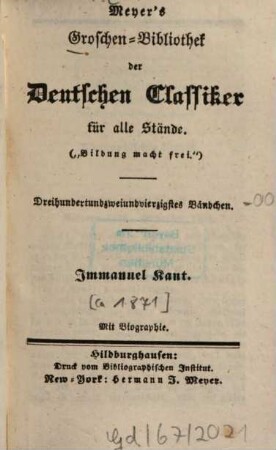 Meyer's
Groschen-Bibliothek
der
Deutschen Classiker
für alle Stände.
(„Bildung macht frei.“)
Dreihundertundzweiundvierzigstes Bändchen.
Immanuel Kant.
[a 1871]
Mit Biographie.
Hildburghausen:
Druck vom Bibliographischen Institut.
New-York: Hermann J. Meyer.
Gd/67/2021